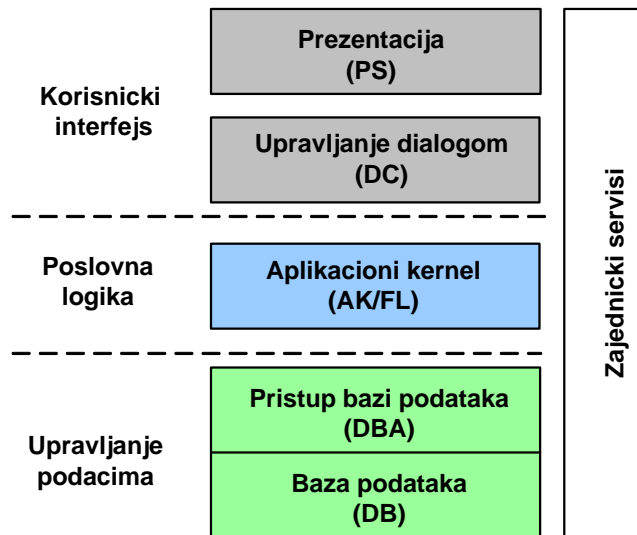 Korisnicki
interfejs
Prezentacija
(PS)
Upravljanje dialogom
(DC)
Poslovna
logika
Aplikacioni kernel
(AK/FL)
Upravljanje
podacima
Pristup bazi podataka
(DBA)
Baza podataka
(DB)
Zajednicki servisi